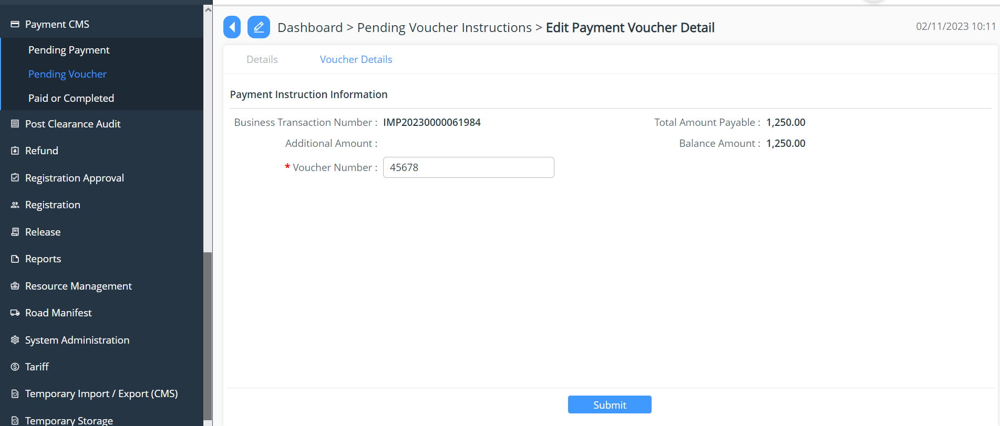 Payment CMS
Pending Payment
Pending Voucher
Paid or Completed
Post Clearance Audit
Refund
Registration Approval
Registration
Release
Reports
Resource Management
Road Manifest
System Administration
Tariff
Temporary Import / Export (CMS)
Temporary Storage
Dashboard > Pending Voucher Instructions > Edit Payment Voucher Detail
02/11/2023 10:11
Details Voucher Details
Payment Instruction Information
Business Transaction Number : IMP20230000061984 Total Amount Payable : 1,250.00
Additional Amount : Balance Amount : 1,250.00
* Voucher Number : 45678
Submit